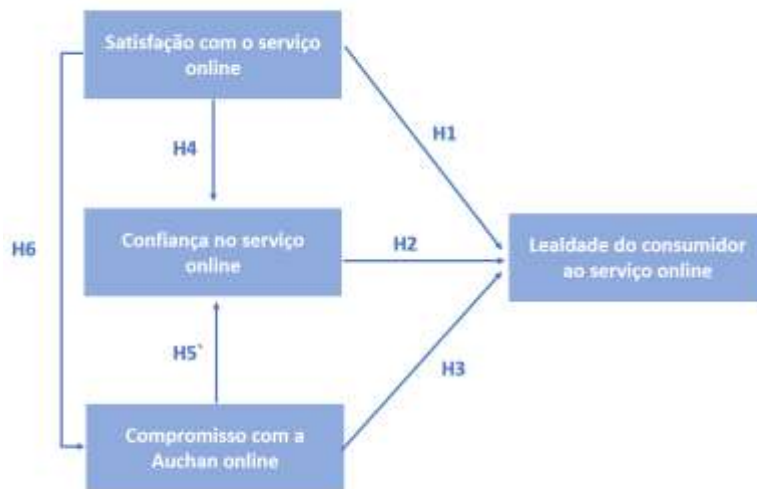 Satisfação com o serviço
online
H1
H4
Confiança no serviço
online
H2
Lealdade do consumidor
ao serviço online
H6
H5`
H3
Compromisso com a
Auchan online